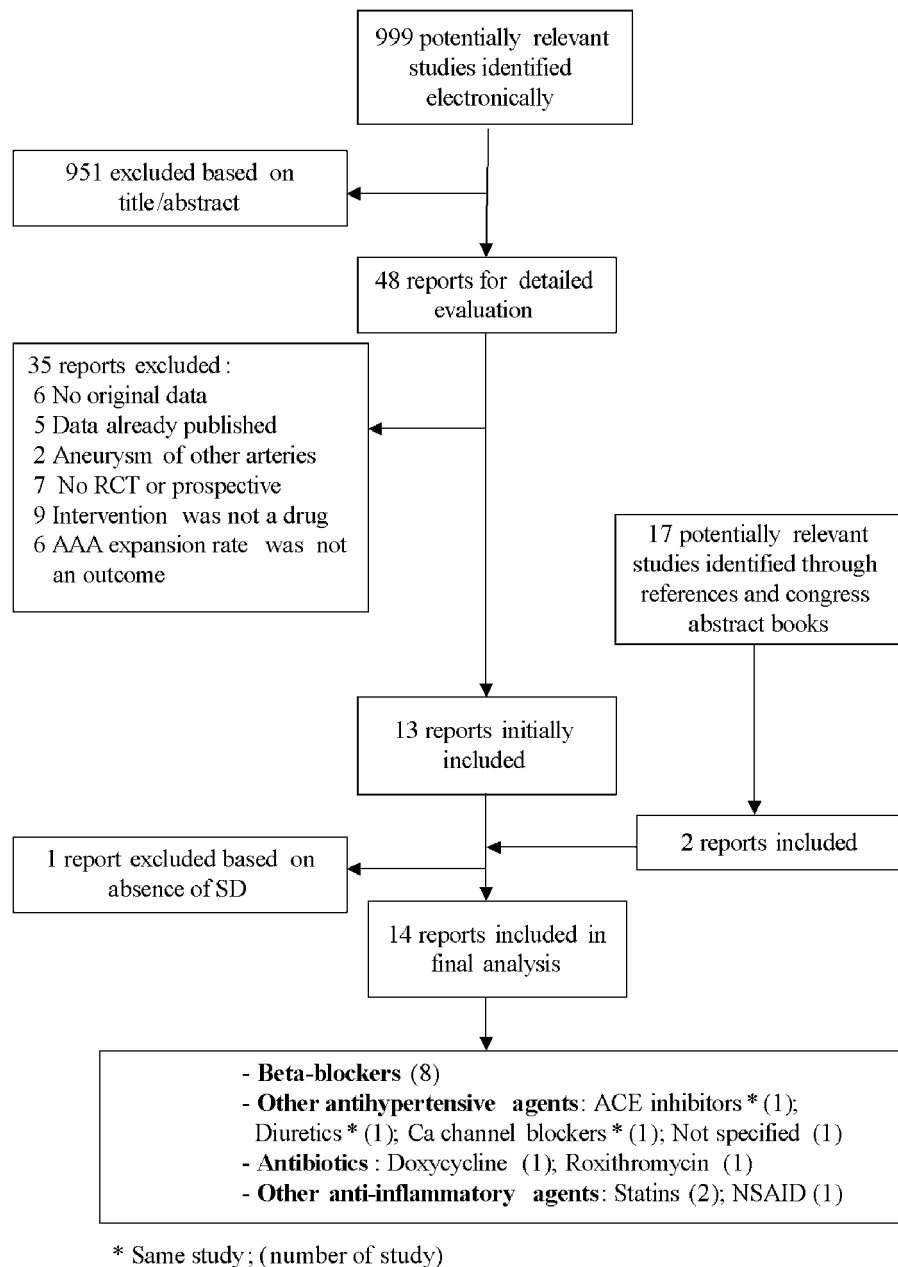 999 potentially relevant
studies identified
electronically
951 excluded based on
title/abstract
48 reports for detailed
evaluation
35 reports excluded :
6 No original data
5 Data already published
2 Aneurysm of other arteries
7 No RCT or prospective
9 Intervention was not a drug
6 AAA expansion rate was not
an outcome
17 potentially relevant
studies identified through
references and congress
abstract books
13 reports initially
included
2 reports included
1 report excluded based on
absence of SD
14 reports included in
final analysis
- Beta-blockers (8)
- Other antihypertensive agents: ACE inhibitors * (1);
Diuretics * (1); Ca channel blockers * (1); Not specified (1)
- Antibiotics : Doxycycline (1); Roxithromycin (1)
- Other anti-inflammatory agents: Statins (2); NSAID (1)
* Same study; (number of study)